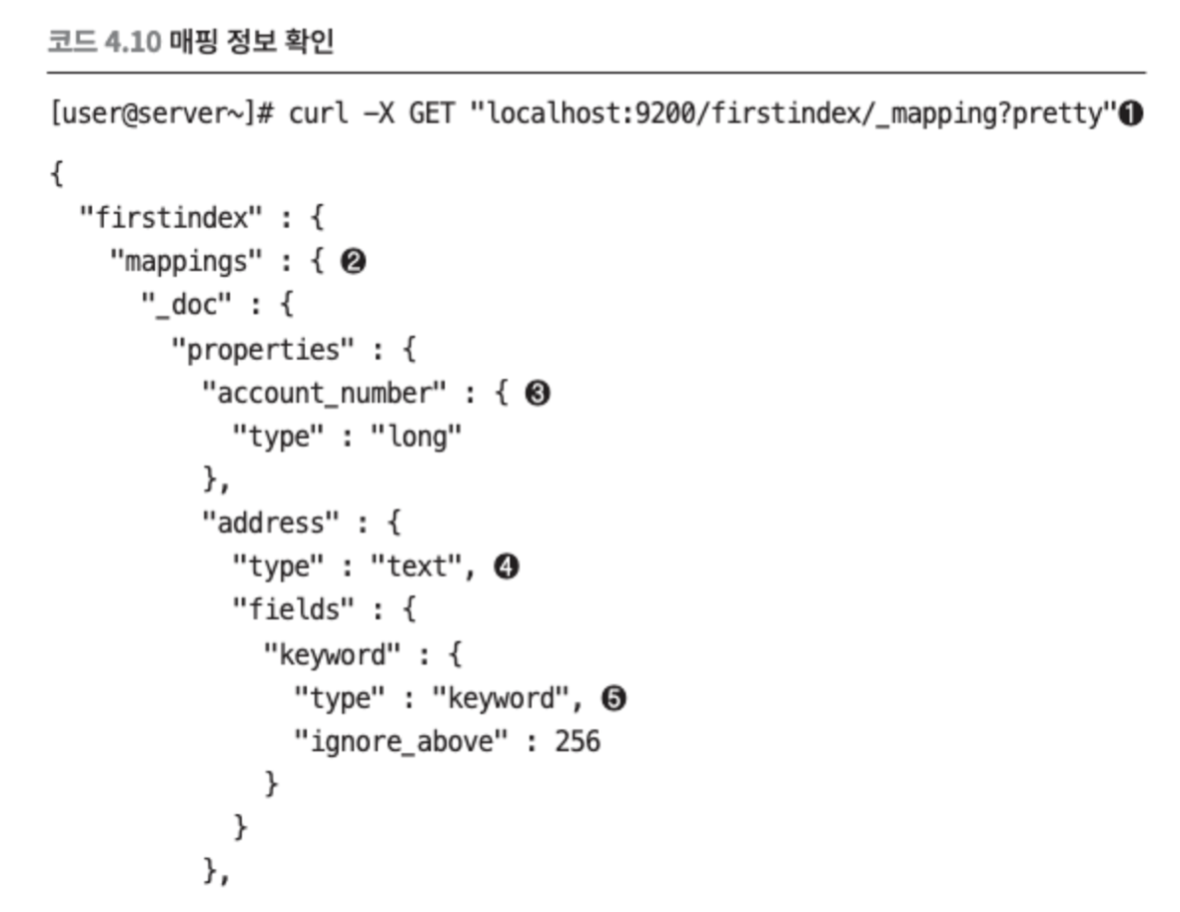 코드 4.10 매핑 정보 확인
[user@server~]# curl –X GET "localhost:9200/firstindex/_mapping?pretty"❶
{
  "firstindex" : {
    "mappings" : { ❷
      "_doc" : {
        "properties" : {
          "account_number" : { ❸
            "type" : "long"
          },
          "address" : {
            "type" : "text", ❹
            "fields" : {
              "keyword" : {
                "type" : "keyword", ❺
                "ignore_above" : 256
              }
            }
          },